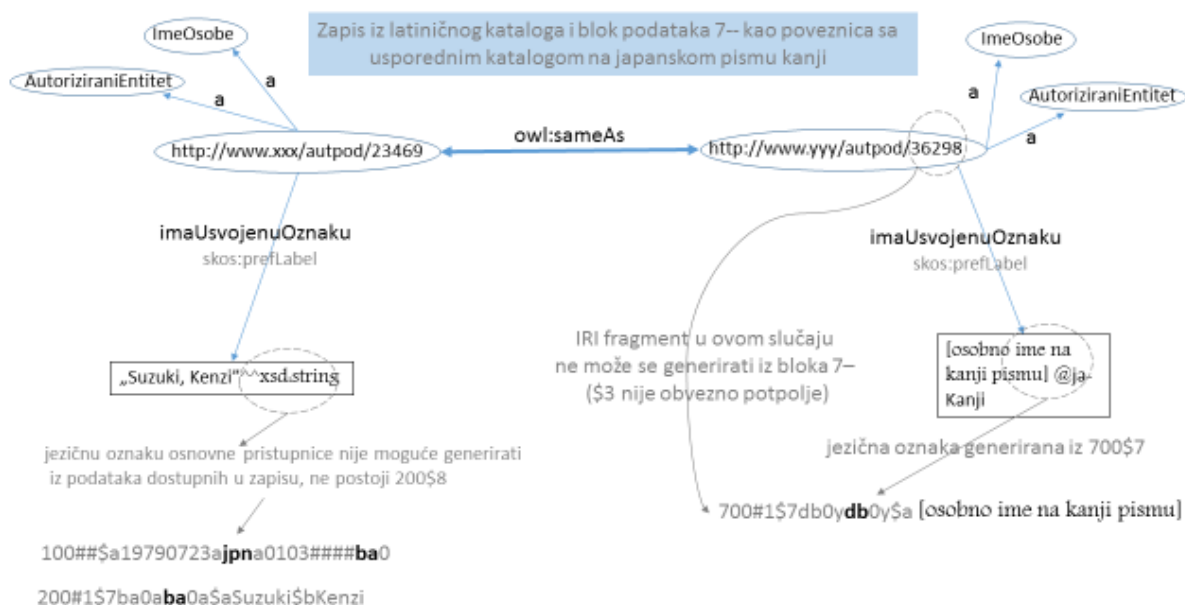 Zapis iz latiničnog kataloga i blok podataka 7-- kao poveznica sa
usporednim katalogom na japanskom pismu kanji
ImeOsobe
AutoriziraniEntitet
a
a
http://www.xxx/autpod/23469
owl:sameAs
ImeOsobe
AutoriziraniEntitet
a
a
http://www.yyy/autpod/36298
imaUsvojenuOznaku
skos:prefLabel
imaUsvojenuOznaku
skos:prefLabel
„Suzuki, Kenzi“^^xsd:string
IRI fragment u ovom slučaju
ne može se generirati iz bloka 7–
($3 nije obvezno potpolje)
[osobno ime na
kanji pismu] @ja-
Kanji
jezičnu oznaku osnovne pristupnice nije moguće generirati
iz podataka dostupnih u zapisu, ne postoji 200$8
jezična oznaka generirana iz 700$7
700#1$7db0ydb0y$a [osobno ime na kanji pismu]
100##$a19790723ajpna0103####ba0
200#1$7ba0aba0a$aSuzuki$bKenzi